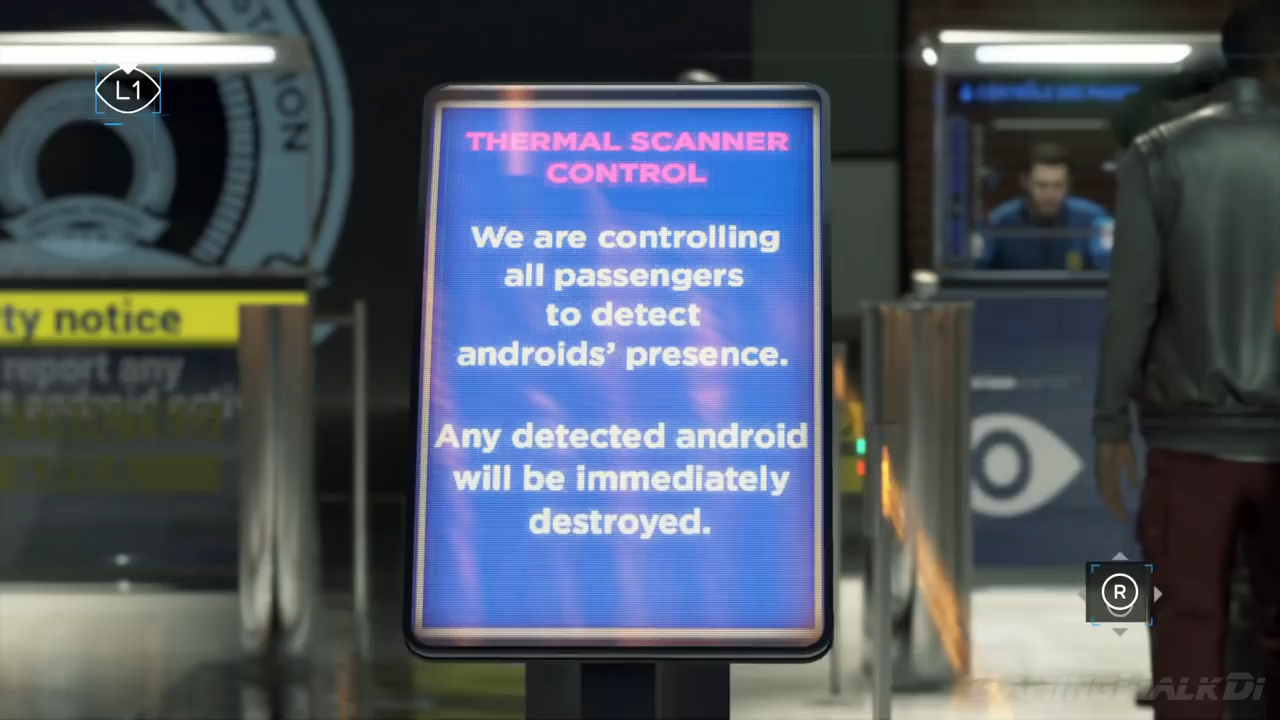 L1
THERMAL SCANNER
CONTROL
We are controlling
all passengers
to detect
androids’ presence.
Any detected android
will be immediately
destroyed.
ty notice
report any
android
R